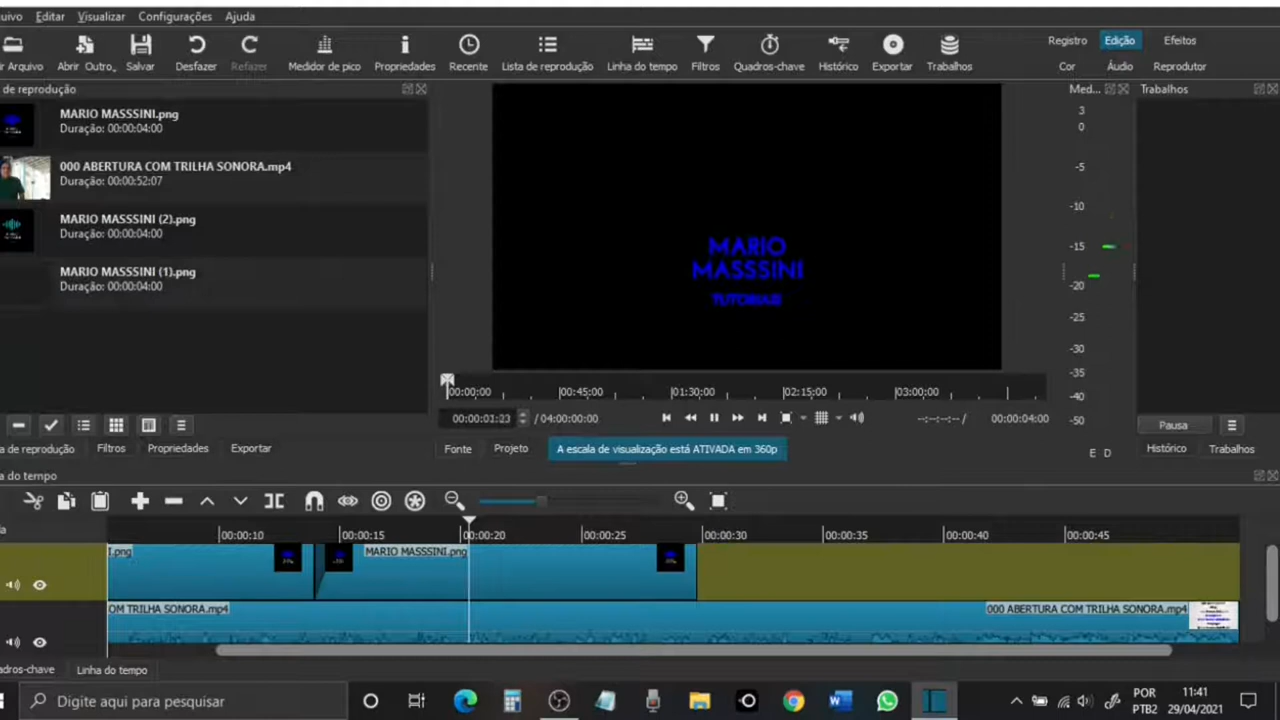 uivo Editar Visualizar Configurações Ajuda
ir Arquivo Abrir Outro.. Salvar Desfazer Refazer Medidor de pico Propriedades Recente Lista de reprodução Linha do tempo Filtros Quadros-chave Histórico Exportar Trabalhos
Registro Edição Efeitos
Cor Áudio Reprodutor
de reprodução
Med...
Trabalhos
MARIO MASSSINI.png
Duração: 00:00:04:00
000 ABERTURA COM TRILHA SONORA.mp4
Duração: 00:00:52:07
MARIO MASSSINI (2).png
Duração: 00:00:04:00
MARIO MASSSINI (1).png
Duração: 00:00:04:00
MARIO
MASSSINI
TUTORIAIS
3
0
-5
-10
-15
-20
-25
-30
-35
-40
-50
E D
00:00:00 00:45:00 01:30:00 02:15:00 03:00:00
00:00:01:23 / 04:00:00:00
--:--:--:-- / 00:00:04:00
Pausa
a de reprodução Filtros Propriedades Exportar
Fonte Projeto A escala de visualização está ATIVADA em 360p
Histórico Trabalhos
a do tempo
00:00:10 00:00:15 00:00:20 00:00:25 00:00:30 00:00:35 00:00:40 00:00:45
I.png MARIO MASSSINI.png
OM TRILHA SONORA.mp4 000 ABERTURA COM TRILHA SONORA.mp4
adros-chave Linha do tempo
Digite aqui para pesquisar
POR
PTB2
11:41
29/04/2021